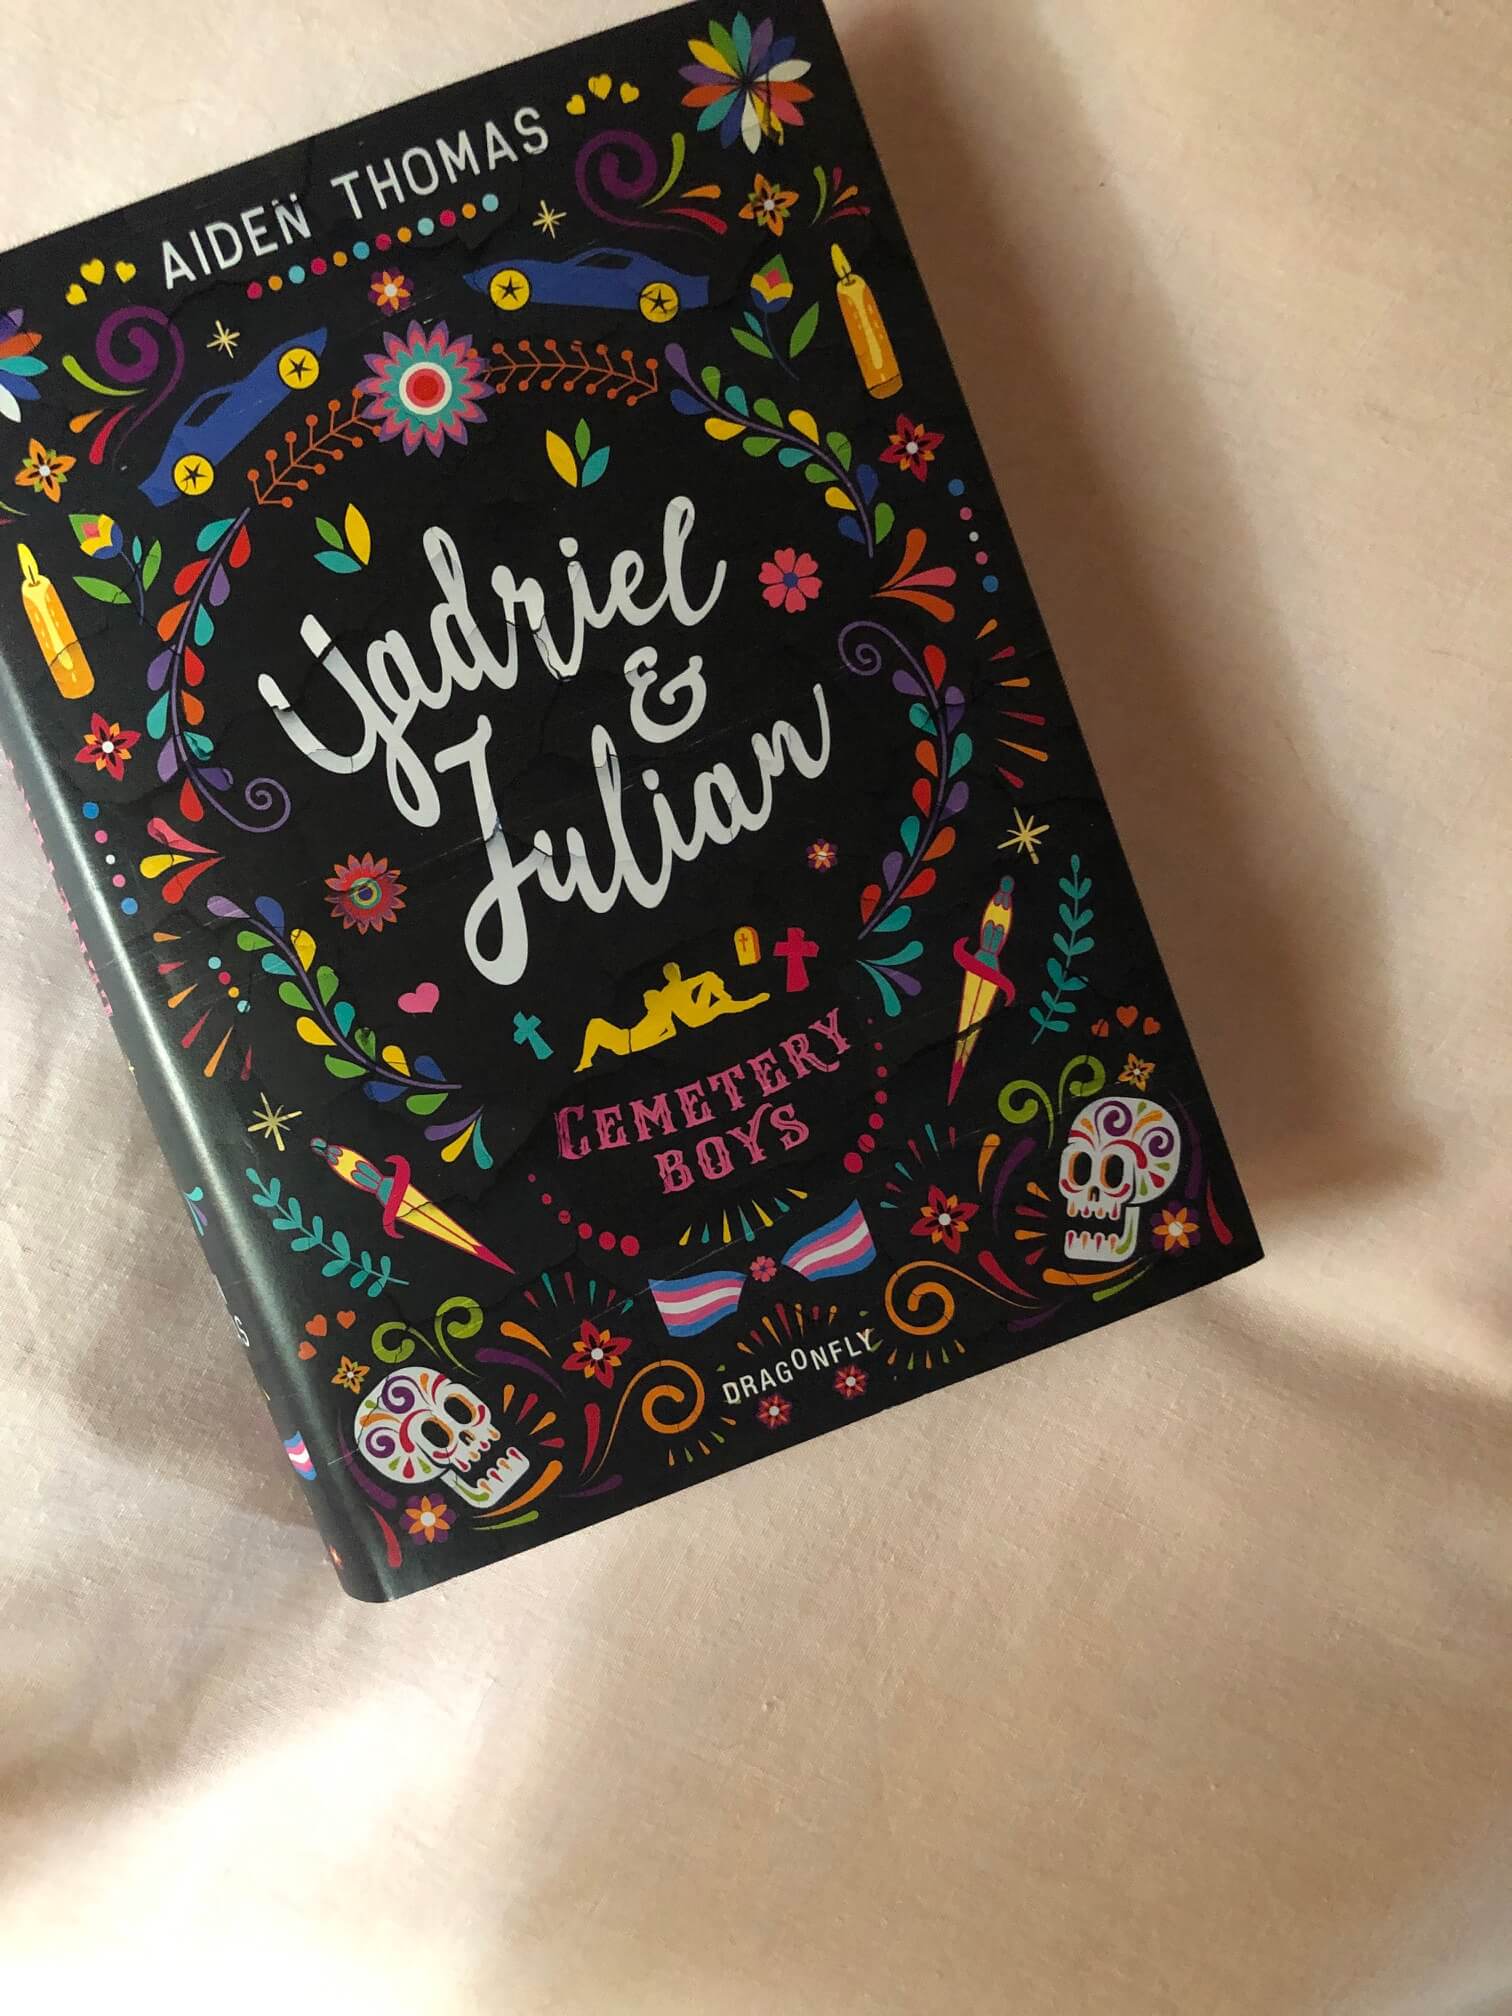 AIDEN THOMAS
Yadriel
&
Julian
CEMETERY
BOYS
DRAGONFLY